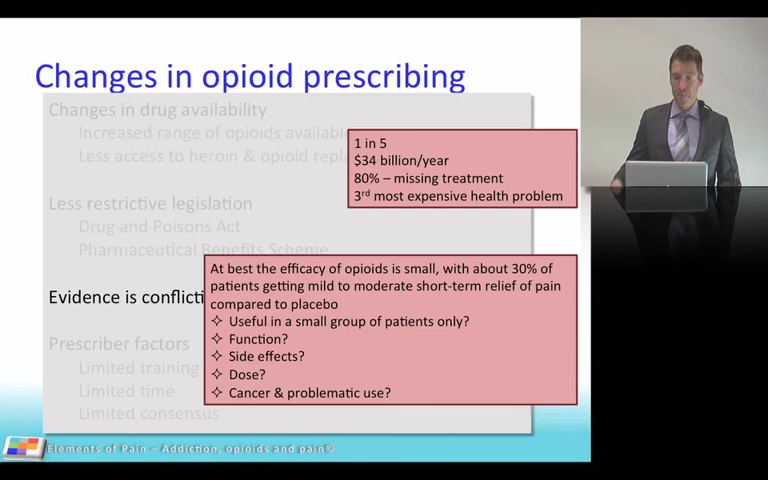 Changes in opioid prescribing
Changes in drug availability
Increased range of opioids
Less access to heroin & opioid
1 in 5
$34 billion/year
80% – missing treatment
3rd most expensive health problem
Less restrictive legislation
Drug and Poisons Act
Pharmaceutical Benefits Scheme
At best the efficacy of opioids is small, with about 30% of
patients getting mild to moderate short-term relief of pain
compared to placebo
✧ Useful in a small group of patients only?
✧ Function?
✧ Side effects?
✧ Dose?
✧ Cancer & problematic use?
Evidence is
Prescriber factors
Limited training
Limited time
Limited consensus
Elements of Pain – Addiction, opioids and pain©